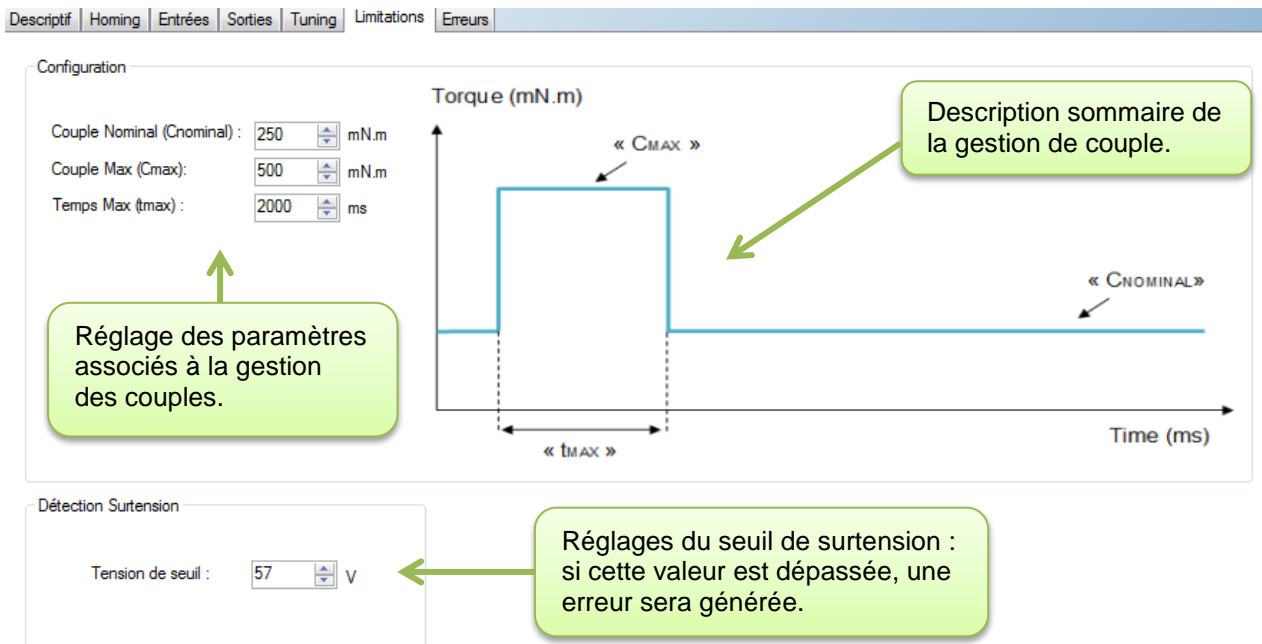 Descriptif Homing Entrées Sorties Tuning Limitations Erreurs
Configuration
Couple Nominal (Cnominal) : 250 mN.m
Couple Max (Cmax): 500 mN.m
Temps Max (tmax) : 2000 ms
Torque (mN.m)
« CMAX »
Description sommaire de
la gestion de couple.
« CNOMINAL»
Réglage des paramètres
associés à la gestion
des couples.
« tMAX »
Time (ms)
Détection Surtension
Tension de seuil : 57 V
Réglages du seuil de surtension :
si cette valeur est dépassée, une
erreur sera générée.